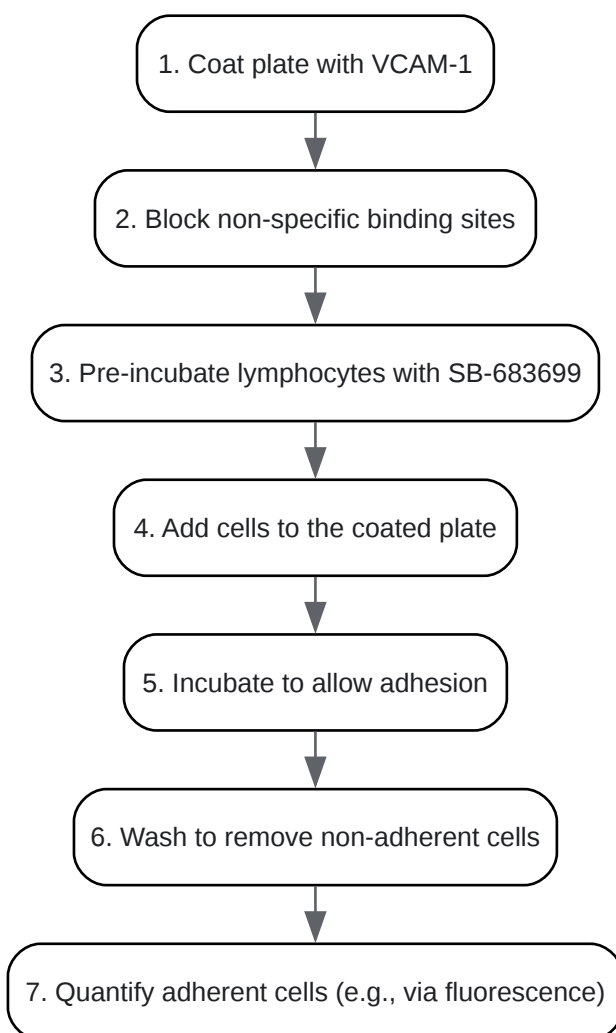 1. Coat plate with VCAM-1
2. Block non-specific binding sites
3. Pre-incubate lymphocytes with SB-683699
4. Add cells to the coated plate
5. Incubate to allow adhesion
6. Wash to remove non-adherent cells
7. Quantify adherent cells (e.g., via fluorescence)